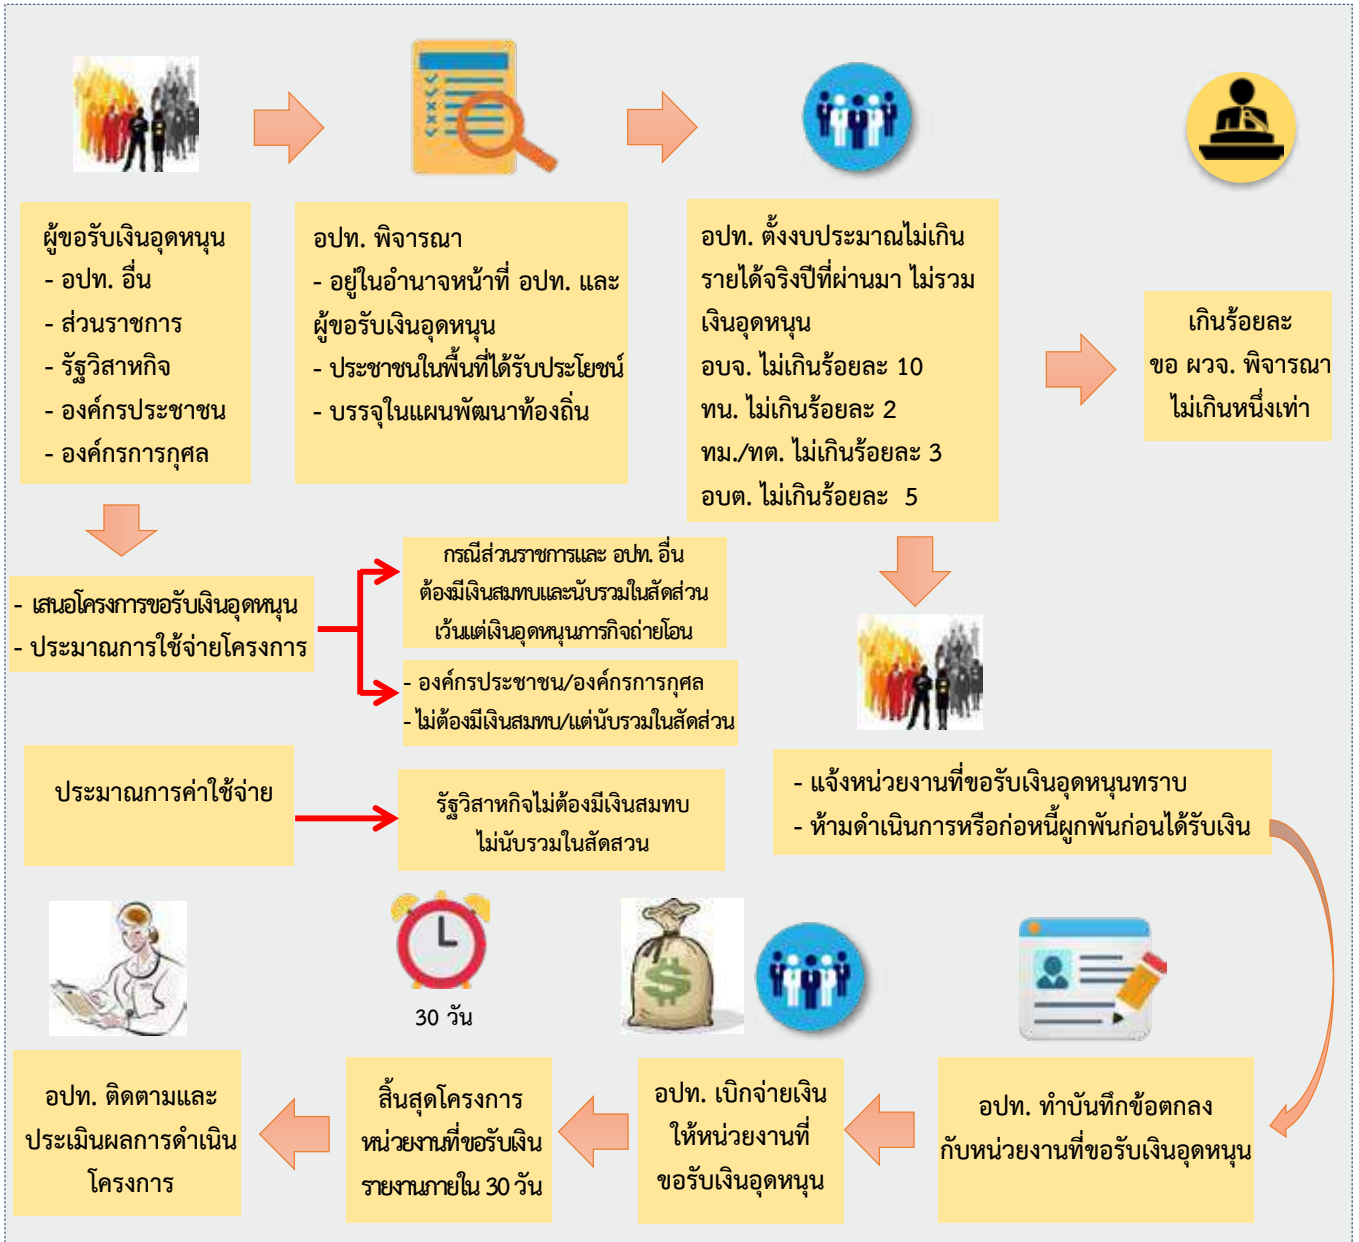 ผู้ขอรับเงินอุดหนุน
- อปท. อื่น
- ส่วนราชการ
- รัฐวิสาหกิจ
- องค์กรประชาชน
- องค์กรการกุศล
อปท. พิจารณา
- อยู่ในอำนาจหน้าที่ อปท. และ
ผู้ขอรับเงินอุดหนุน
- ประชาชนในพื้นที่ได้รับประโยชน์
- บรรจุในแผนพัฒนาท้องถิ่น
อปท. ตั้งงบประมาณไม่เกิน
รายได้จริงปีที่ผ่านมา ไม่รวม
เงินอุดหนุน
อบจ. ไม่เกินร้อยละ 10
ทน. ไม่เกินร้อยละ 2
ทม./ทต. ไม่เกินร้อยละ 3
อบต. ไม่เกินร้อยละ 5
เกินร้อยละ
ขอ ผวจ. พิจารณา
ไม่เกินหนึ่งเท่า
- เสนอโครงการขอรับเงินอุดหนุน
- ประมาณการใช้จ่ายโครงการ
กรณีส่วนราชการและ อปท. อื่น
ต้องมีเงินสมทบและนับรวมในสัดส่วน
เว้นแต่เงินอุดหนุนภารกิจถ่ายโอน
- องค์กรประชาชน/องค์กรการกุศล
- ไม่ต้องมีเงินสมทบ/แต่นับรวมในสัดส่วน
ประมาณการค่าใช้จ่าย
รัฐวิสาหกิจไม่ต้องมีเงินสมทบ
ไม่นับรวมในสัดสวน
- แจ้งหน่วยงานที่ขอรับเงินอุดหนุนทราบ
- ห้ามดำเนินการหรือก่อหนี้ผูกพันก่อนได้รับเงิน
อปท. ทำบันทึกข้อตกลง
กับหน่วยงานที่ขอรับเงินอุดหนุน
อปท. เบิกจ่ายเงิน
ให้หน่วยงานที่
ขอรับเงินอุดหนุน
30 วัน
สิ้นสุดโครงการ
หน่วยงานที่ขอรับเงิน
รายงานภายใน 30 วัน
อปท. ติดตามและ
ประเมินผลการดำเนิน
โครงการ